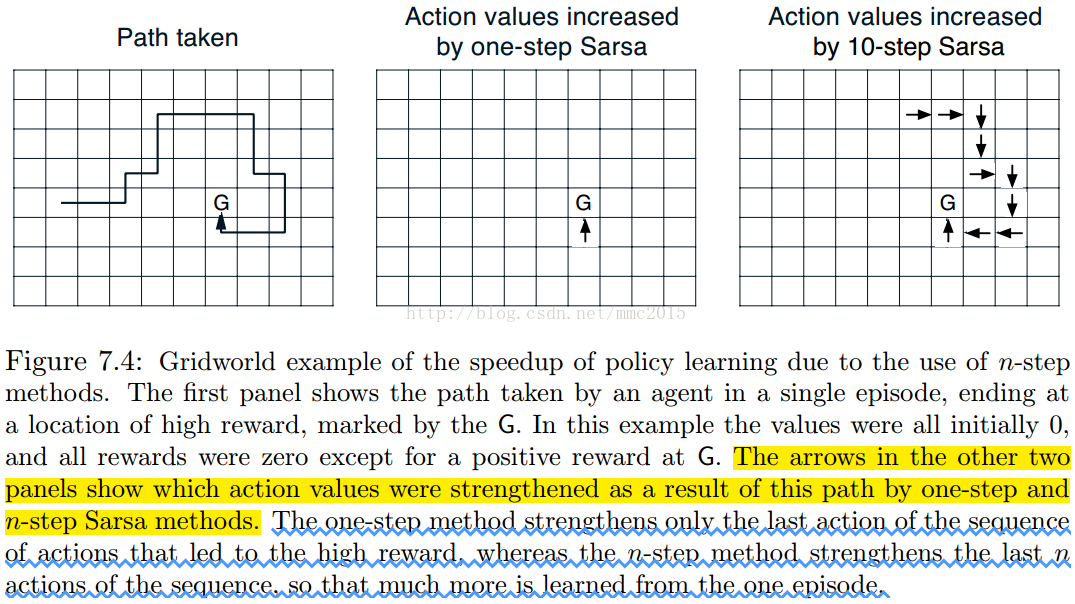 Path taken
Action values increased
by one-step Sarsa
Action values increased
by 10-step Sarsa
G
G
G
http://blog.csdn.net/mmc2015
Figure 7.4: Gridworld example of the speedup of policy learning due to the use of n-step
methods. The first panel shows the path taken by an agent in a single episode, ending at
a location of high reward, marked by the G. In this example the values were all initially 0,
and all rewards were zero except for a positive reward at G. The arrows in the other two
panels show which action values were strengthened as a result of this path by one-step and
n-step Sarsa methods. The one-step method strengthens only the last action of the sequence
of actions that led to the high reward, whereas the n-step method strengthens the last n
actions of the sequence, so that much more is learned from the one episode.